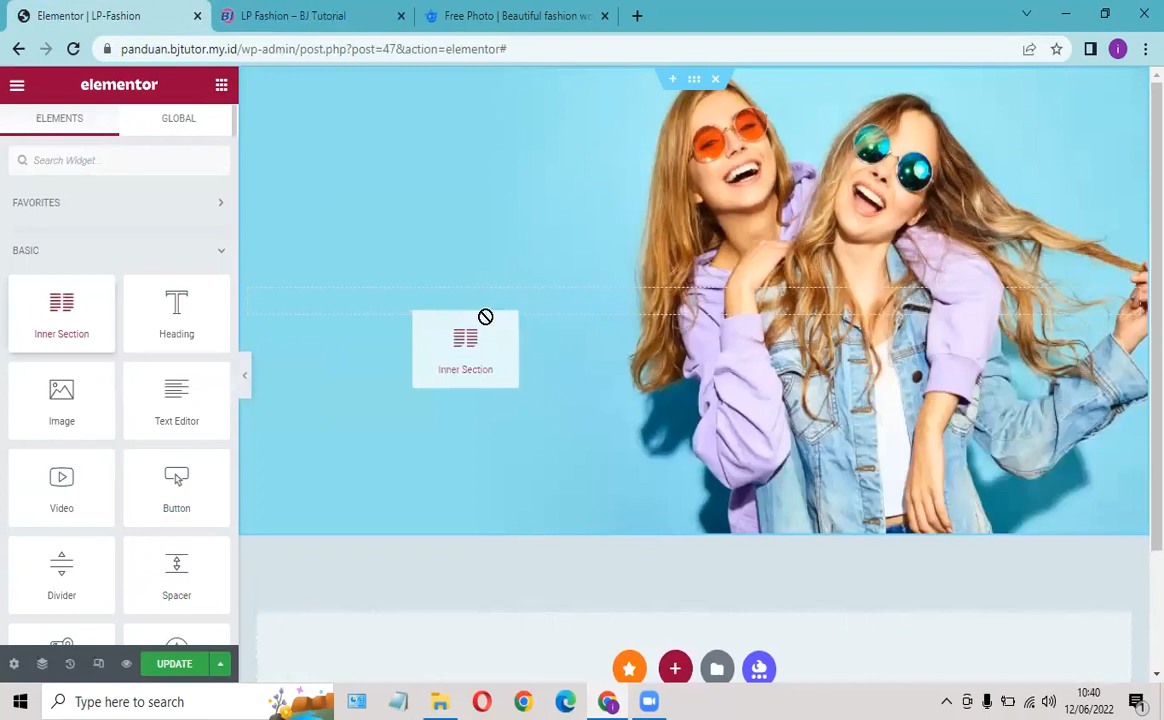 Elementor | LP-Fashion
LP Fashion – BJ Tutorial
Free Photo | Beautiful fashion wo
panduan.bjtutor.my.id/wp-admin/post.php?post=47&action=elementor#
i
elementor
ELEMENTS
GLOBAL
Search Widget...
FAVORITES
BASIC
Inner Section
Heading
Inner Section
Image
Text Editor
Video
Button
Divider
Spacer
UPDATE
Type here to search
10:40
12/06/2022